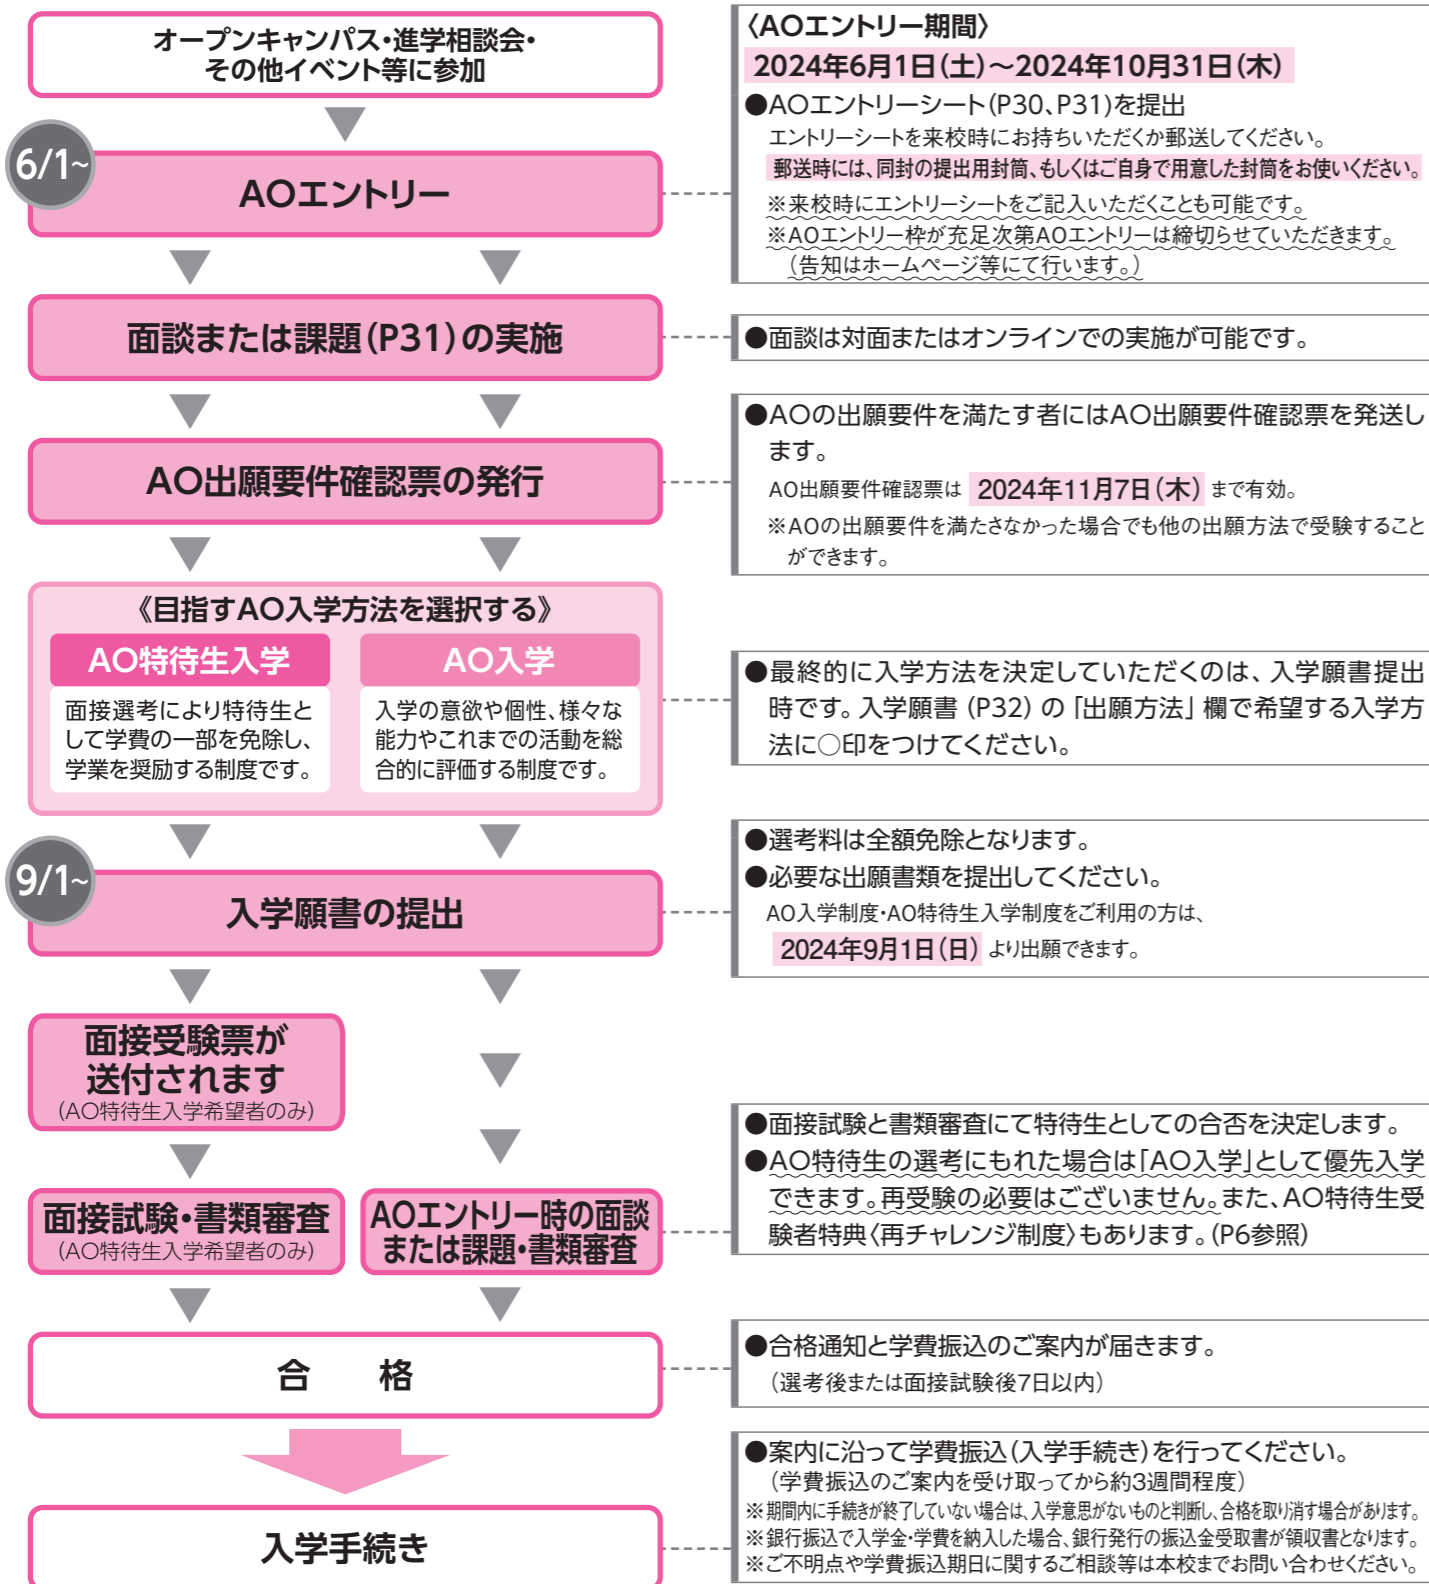 オープンキャンパス・進学相談会・
その他イベント等に参加
〈AOエントリー期間〉
2024年6月1日(土)～2024年10月31日(木)
●AOエントリーシート(P30、P31)を提出
エントリーシートを来校時にお持ちいただくか郵送してください。
郵送時には、同封の提出用封筒、もしくはご自身で用意した封筒をお使いください。
※来校時にエントリーシートをご記入いただくことも可能です。
※AOエントリー枠が充足次第AOエントリーは締切らせていただきます。
(告知はホームページ等にて行います。)
6/1~
AOエントリー
面談または課題(P31)の実施
●面談は対面またはオンラインでの実施が可能です。
AO出願要件確認票の発行
●AOの出願要件を満たす者にはAO出願要件確認票を発送し
ます。
AO出願要件確認票は 2024年11月7日(木) まで有効。
※AOの出願要件を満たさなかった場合でも他の出願方法で受験すること
ができます。
《目指すAO入学方法を選択する》
AO特待生入学
面接選考により特待生と
して学費の一部を免除し、
学業を奨励する制度です。
AO入学
入学の意欲や個性、様々な
能力やこれまでの活動を総
合的に評価する制度です。
●最終的に入学方法を決定していただくのは、入学願書提出
時です。入学願書(P32)の「出願方法」欄で希望する入学方
法に○印をつけてください。
9/1~
入学願書の提出
●選考料は全額免除となります。
●必要な出願書類を提出してください。
AO入学制度・AO特待生入学制度をご利用の方は、
2024年9月1日(日) より出願できます。
面接受験票が
送付されます
(AO特待生入学希望者のみ)
面接試験・書類審査
(AO特待生入学希望者のみ)
AOエントリー時の面談
または課題・書類審査
●面接試験と書類審査にて特待生としての合否を決定します。
●AO特待生の選考にもれた場合は「AO入学」として優先入学
できます。再受験の必要はございません。また、AO特待生受
験者特典〈再チャレンジ制度〉もあります。(P6参照)
合　格
●合格通知と学費振込のご案内が届きます。
(選考後または面接試験後7日以内)
入学手続き
●案内に沿って学費振込(入学手続き)を行ってください。
(学費振込のご案内を受け取ってから約3週間程度)
※期間内に手続きが終了していない場合は、入学意思がないものと判断し、合格を取り消す場合があります。
※銀行振込で入学金・学費を納入した場合、銀行発行の振込金受取書が領収書となります。
※ご不明点や学費振込期日に関するご相談等は本校までお問い合わせください。